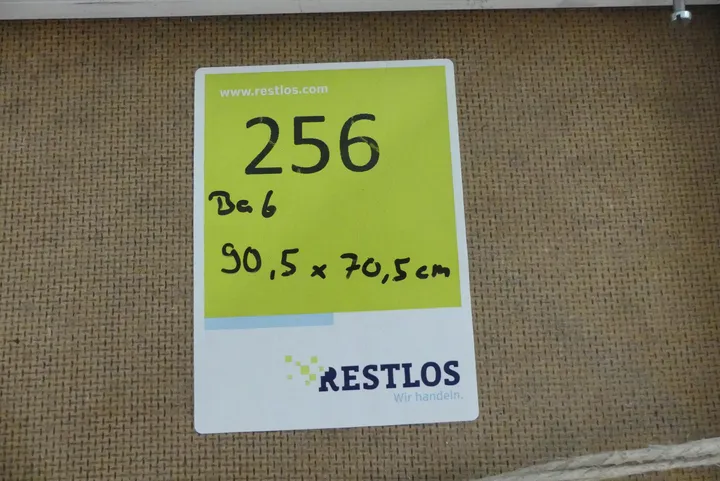 www.restlos.com
256
Ba 6
90,5 x 70,5 cm
RESTLOS
Wir handeln.